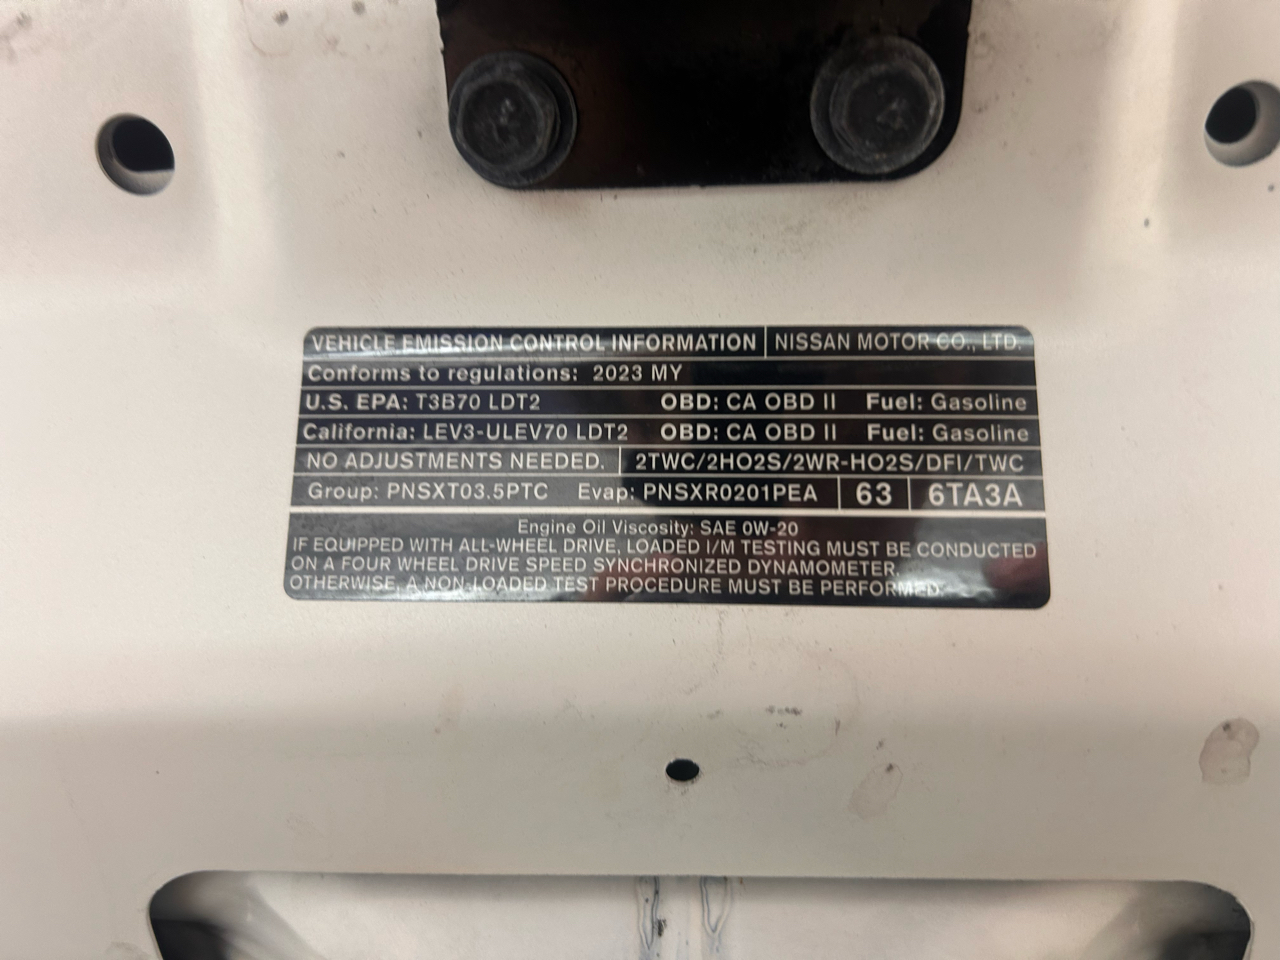 VEHICLE EMISSION CONTROL INFORMATION NISSAN MOTOR CO., LTD.
Conforms to regulations: 2023 MY
U.S. EPA: T3B70 LDT2 OBD: CA OBD II Fuel: Gasoline
California: LEV3-ULEV70 LDT2 OBD: CA OBD II Fuel: Gasoline
NO ADJUSTMENTS NEEDED. 2TWC/2HO2S/2WR-HO2S/DFI/TWC
Group: PNSXT03.5PTC Evap: PNSXR0201PEA 63 6TA3A
Engine Oil Viscosity: SAE 0W-20
IF EQUIPPED WITH ALL-WHEEL DRIVE, LOADED I/M TESTING MUST BE CONDUCTED
ON A FOUR WHEEL DRIVE SPEED SYNCHRONIZED DYNAMOMETER,
OTHERWISE, A NON-LOADED TEST PROCEDURE MUST BE PERFORMED.